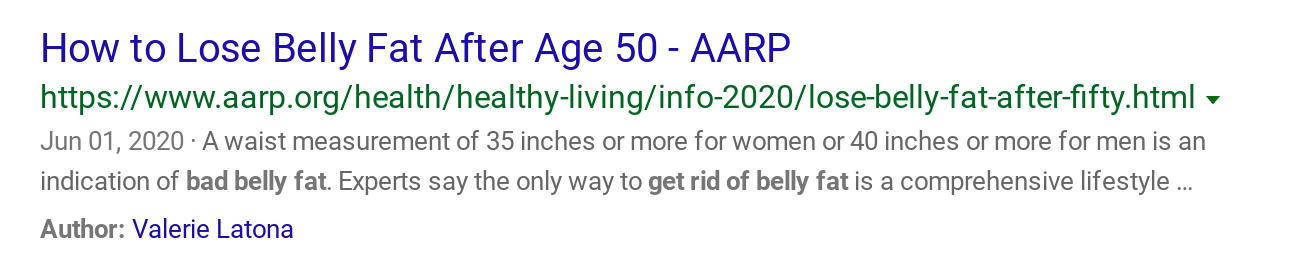 How to Lose Belly Fat After Age 50 - AARP
https://www.aarp.org/health/healthy-living/info-2020/lose-belly-fat-after-fifty.html
Jun 01, 2020 · A waist measurement of 35 inches or more for women or 40 inches or more for men is an
indication of bad belly fat. Experts say the only way to get rid of belly fat is a comprehensive lifestyle ...
Author: Valerie Latona